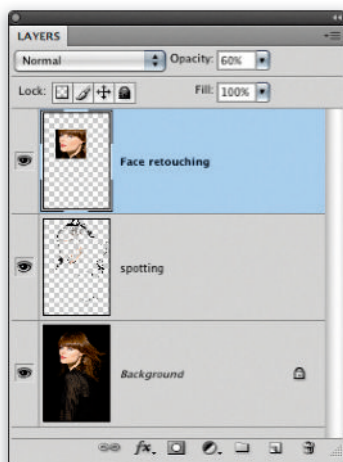 LAYERS
Normal Opacity: 60%
Lock: Fill: 100%
Face retouching
spotting
Background
fx.